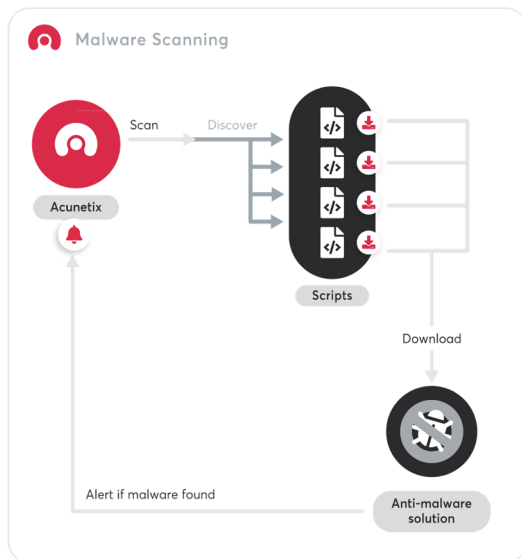 Malware Scanning
Scan
Discover
Acunetix
Scripts
Download
Alert if malware found
Anti-malware
solution